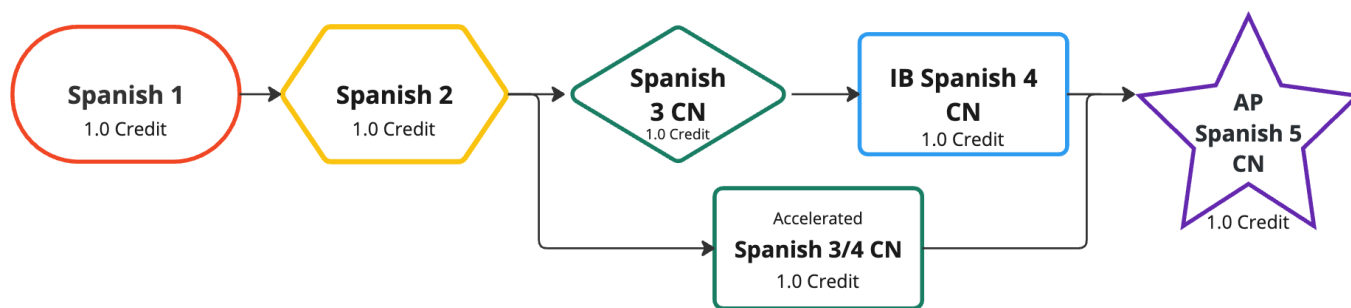 Spanish 1
1.0 Credit
Spanish 2
1.0 Credit
Spanish
3 CN
1.0 Credit
IB Spanish 4
CN
1.0 Credit
AP
Spanish 5
CN
1.0 Credit
Accelerated
Spanish 3/4 CN
1.0 Credit